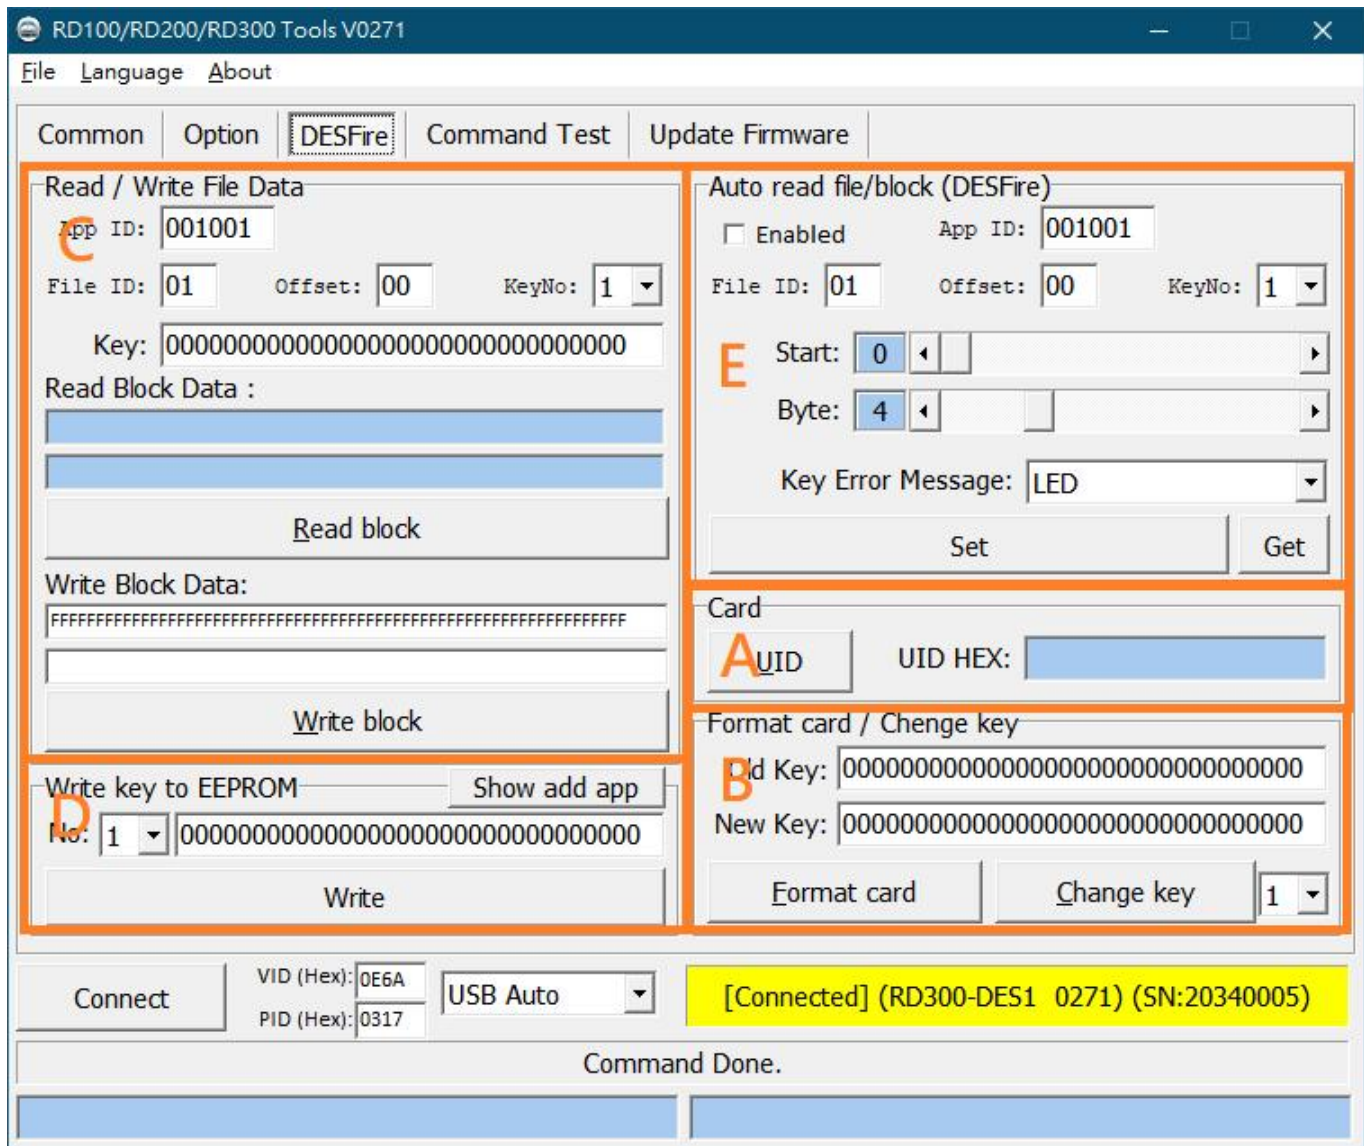 RD100/RD200/RD300 Tools V0271
File Language About
Common Option DESFire Command Test Update Firmware
Read / Write File Data
C
App ID: 001001
File ID: 01 Offset: 00 KeyNo: 1
Key: 00000000000000000000000000000000
Read Block Data :
Read block
Write Block Data:
FFFFFFFFFFFFFFFFFFFFFFFFFFFFFFFFFFFFFFFFFFFFFFFFFFFFFFFFFFFFFFFF
Write block
Write key to EEPROM Show add app
D
No: 1 00000000000000000000000000000000
Write
Auto read file/block (DESFire)
Enabled App ID: 001001
File ID: 01 Offset: 00 KeyNo: 1
E
Start: 0
Byte: 4
Key Error Message: LED
Set Get
Card
A
UID UID HEX:
Format card / Chenge key
B
Old Key: 00000000000000000000000000000000
New Key: 00000000000000000000000000000000
Format card Change key 1
Connect VID (Hex): 0E6A USB Auto [Connected] (RD300-DES1 0271) (SN:20340005)
PID (Hex): 0317
Command Done.